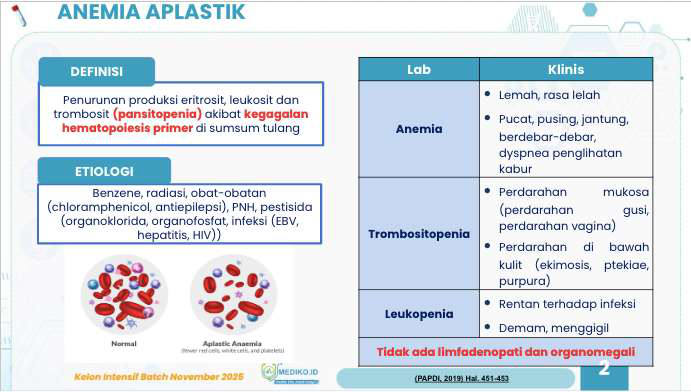 ANEMIA APLASTIK
DEFINISI
Penurunan produksi eritrosit, leukosit dan
trombosit (pansitopenia) akibat kegagalan
hematopoiesis primer di sumsum tulang
ETIOLOGI
Benzene, radiasi, obat-obatan
(chloramphenicol, antiepilepsi), PNH, pestisida
(organoklorida, organofosfat, infeksi (EBV,
hepatitis, HIV))
Normal
Aplastic Anaemia
(fewer red cells, white cells, and platelets)
Lab
Klinis
Anemia
• Lemah, rasa lelah
• Pucat, pusing, jantung,
berdebar-debar,
dyspnea penglihatan
kabur
Trombositopenia
• Perdarahan mukosa
(perdarahan gusi,
perdarahan vagina)
• Perdarahan di bawah
kulit (ekimosis, ptekiae,
purpura)
Leukopenia
• Rentan terhadap infeksi
• Demam, menggigil
Tidak ada limfadenopati dan organomegali
Kelon Intensif Batch November 2025
MEDIKO.ID
(PAPDI, 2019) Hal. 451-453
2